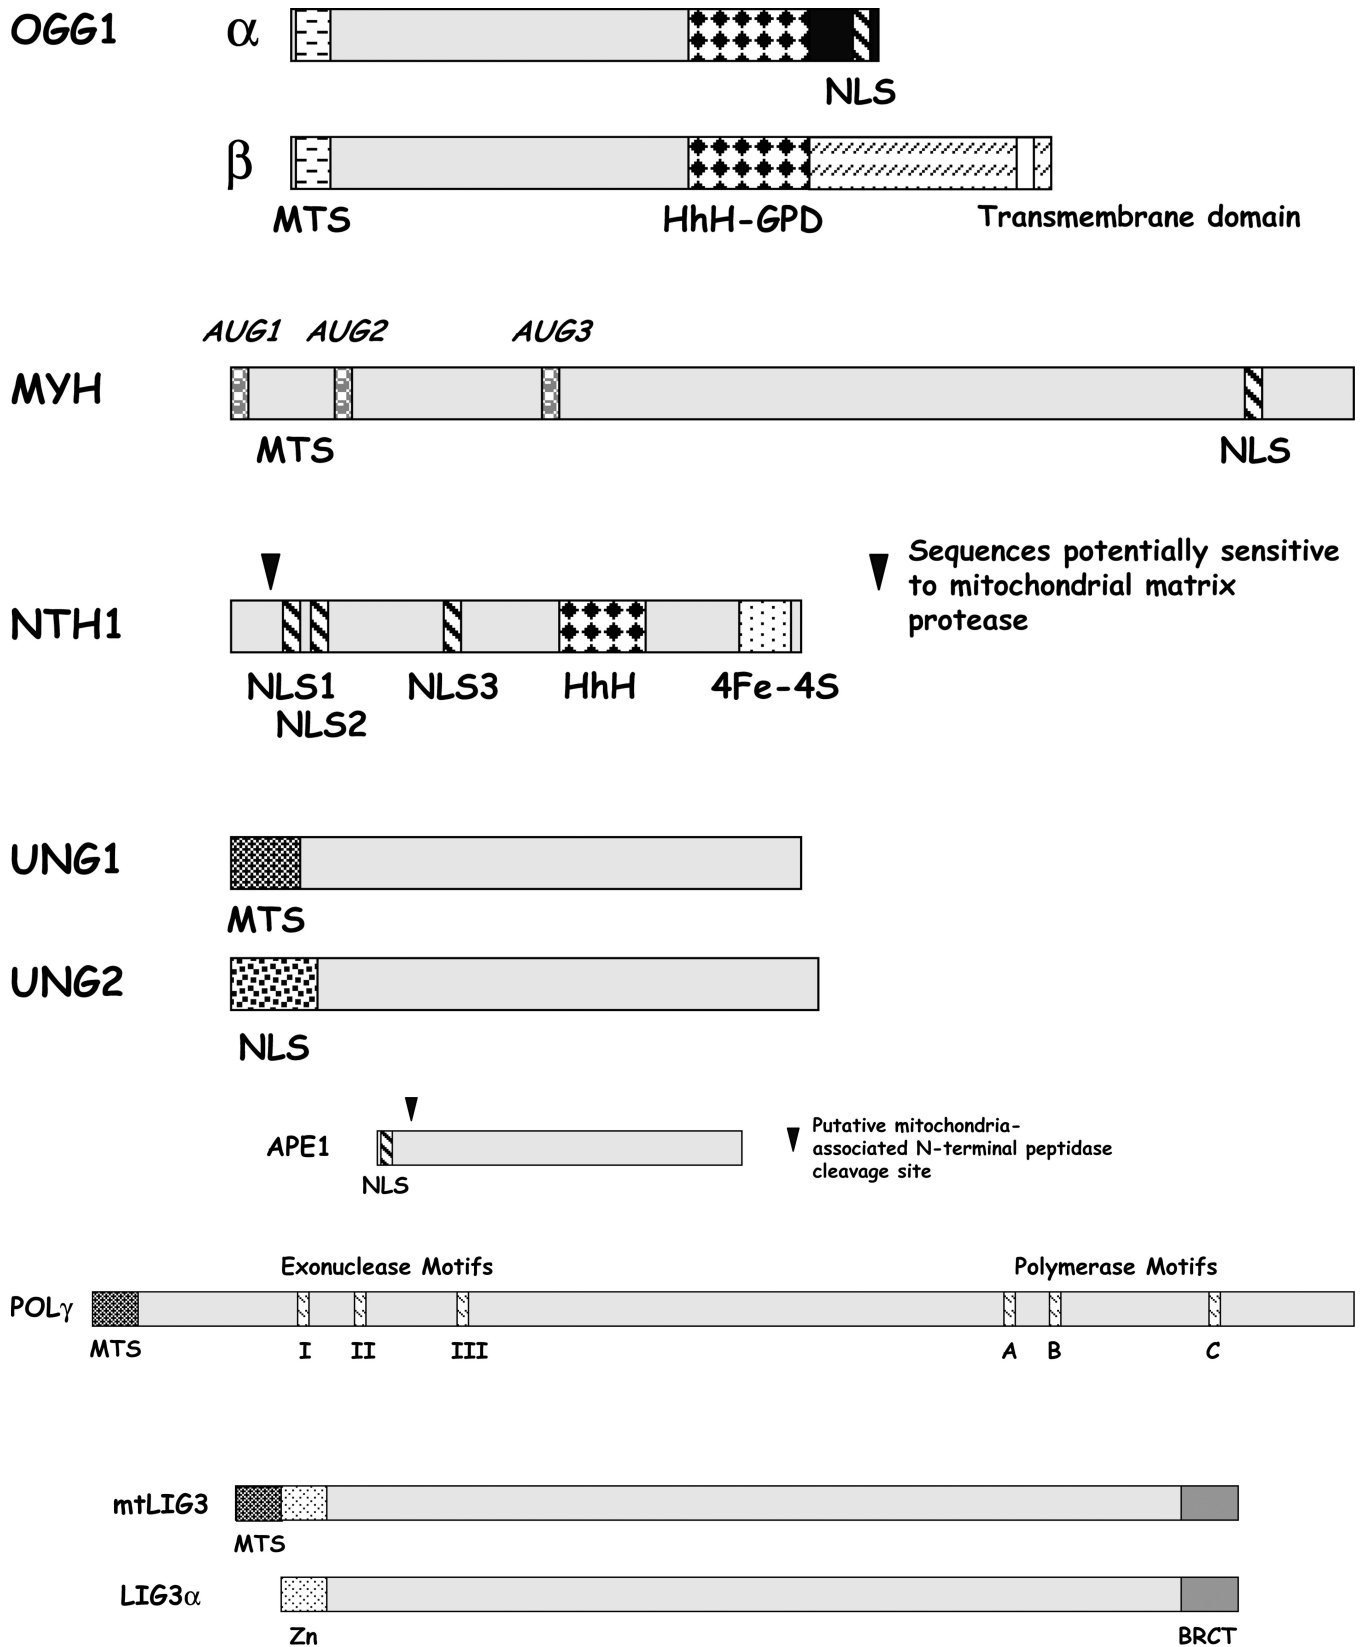 OGG1
α
NLS
β
MTS
HhH-GPD
Transmembrane domain
AUG1
AUG2
AUG3
MYH
MTS
NLS
Sequences potentially sensitive
to mitochondrial matrix
protease
NTH1
NLS1
NLS3
HhH
4Fe-4S
NLS2
UNG1
MTS
UNG2
NLS
APE1
Putative mitochondria-
associated N-terminal peptidase
cleavage site
NLS
Exonuclease Motifs
Polymerase Motifs
POLγ
MTS
I
II
III
A
B
C
mtLIG3
MTS
LIG3α
Zn
BRCT